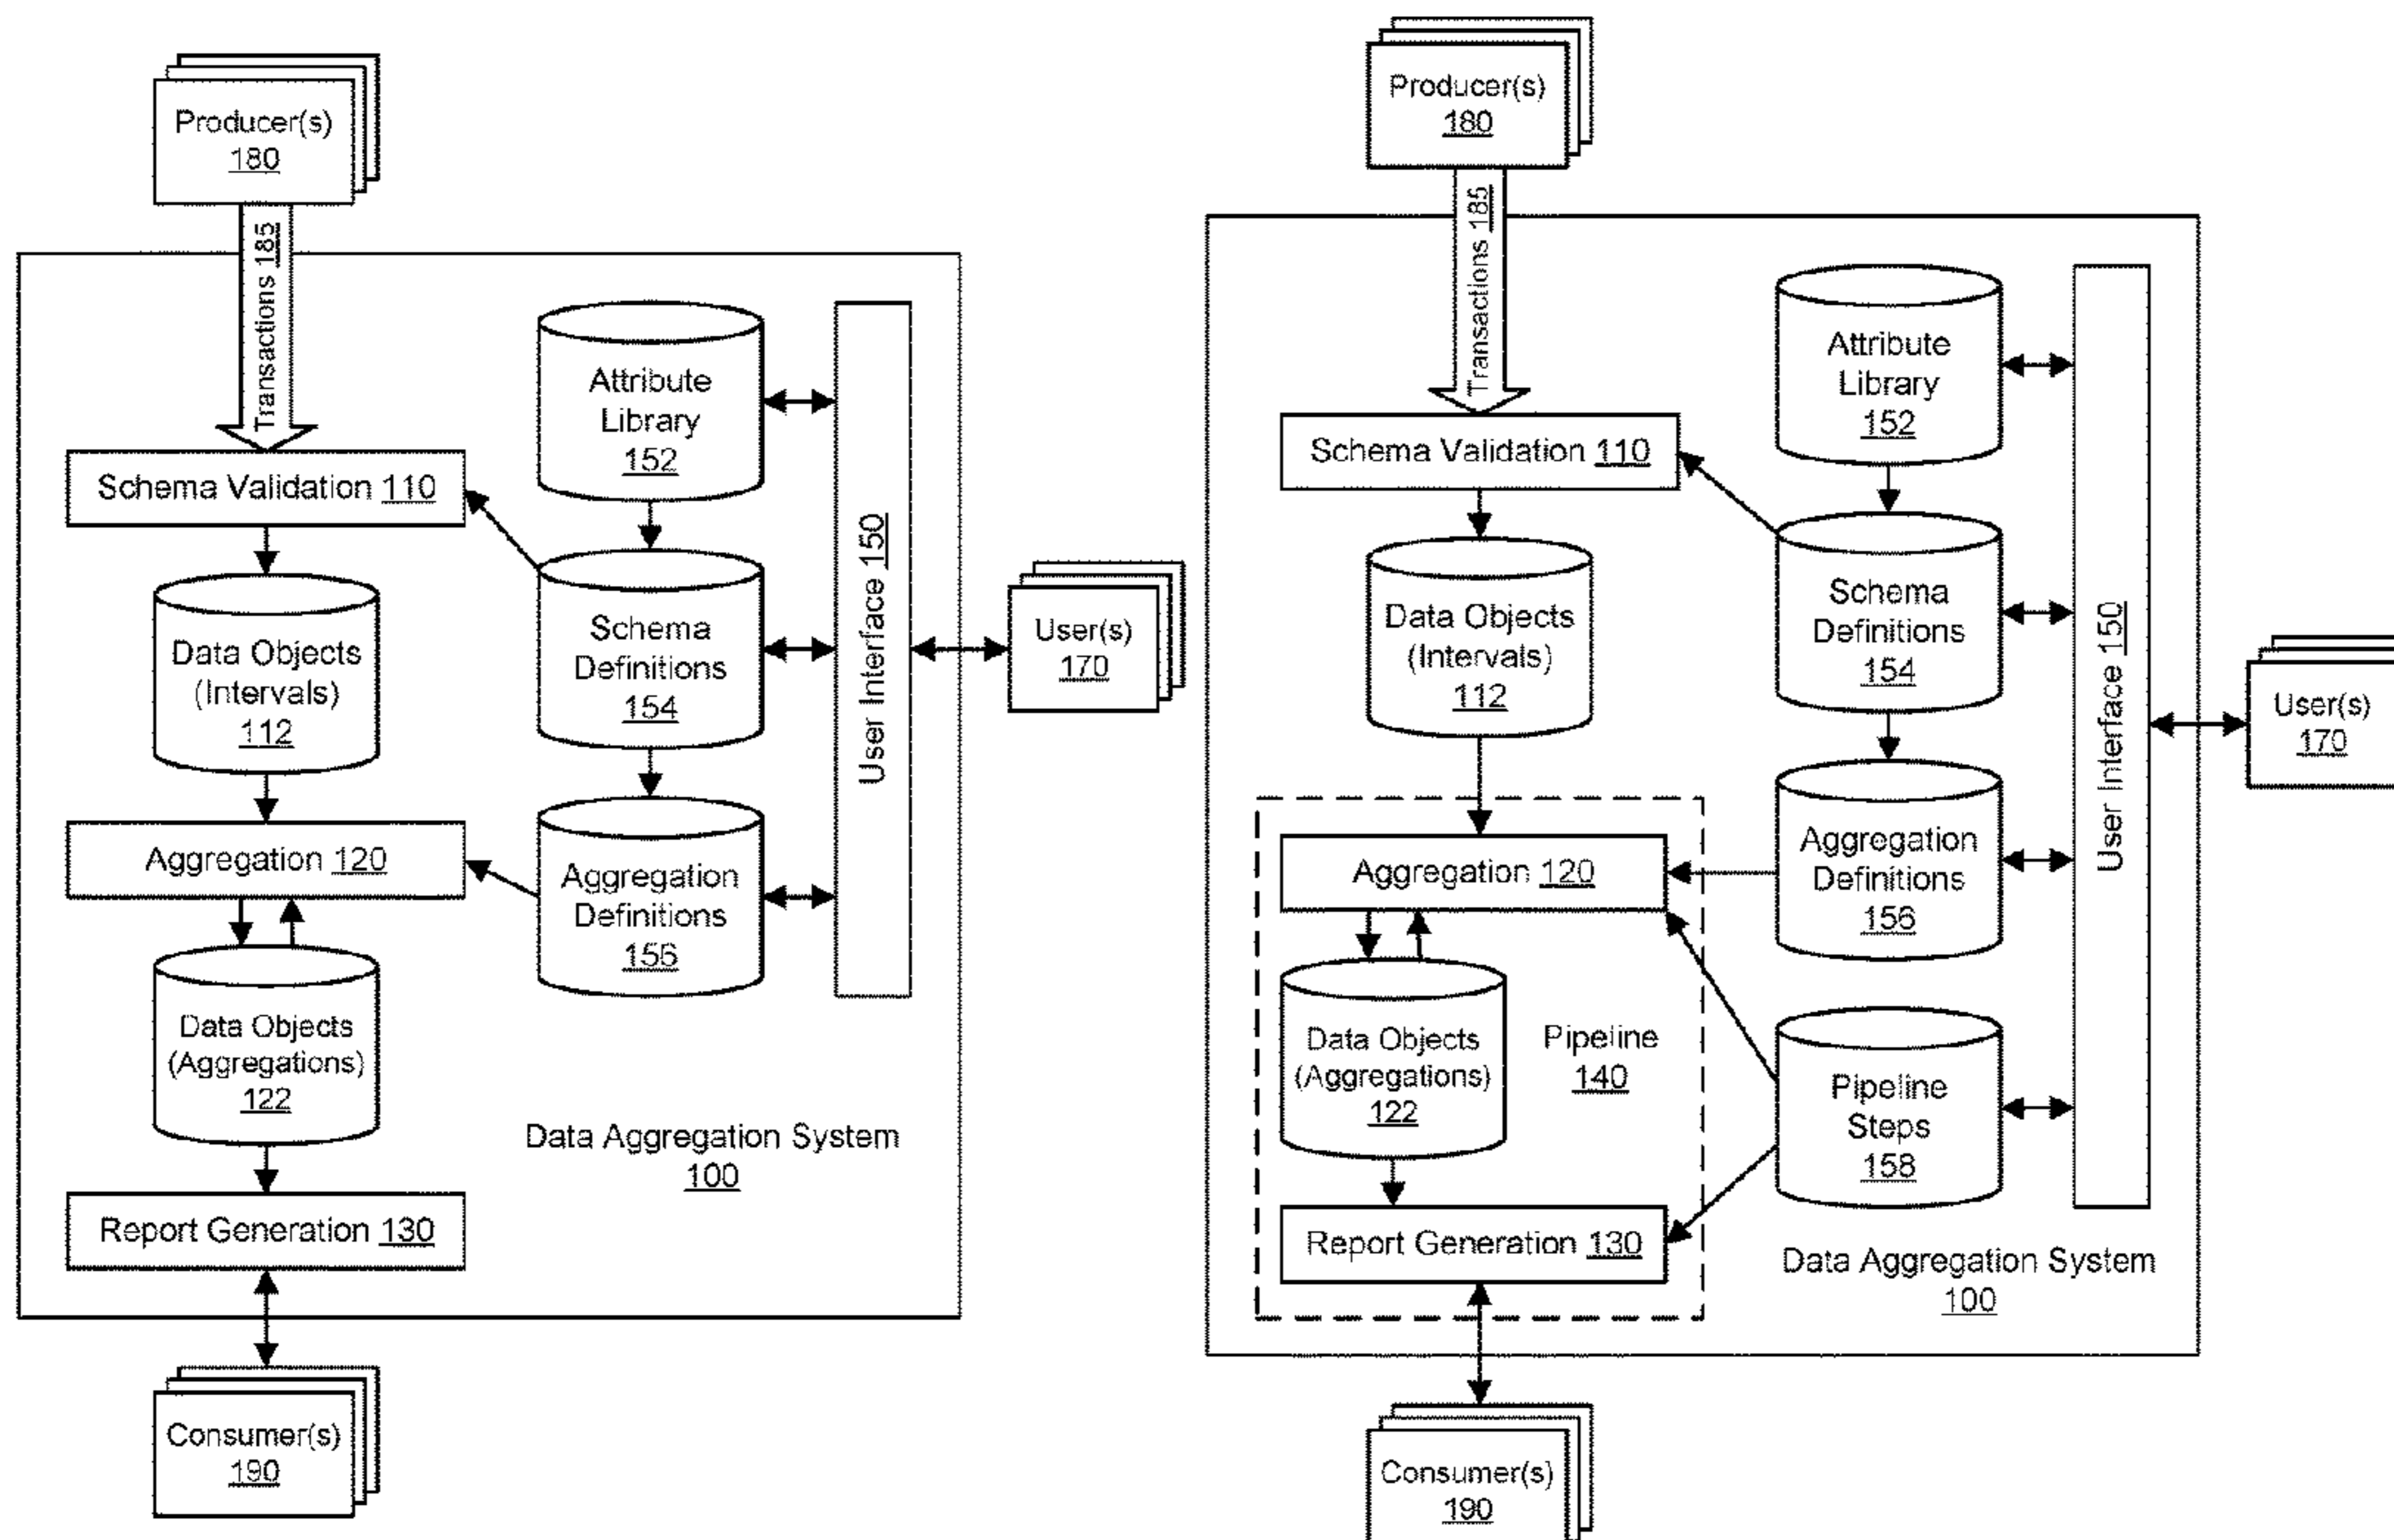 Producer(s)
180
Transactions 185
Schema Validation 110
Data Objects
(Intervals)
112
Aggregation 120
Data Objects
(Aggregations)
122
Report Generation 130
Consumer(s)
190
Attribute
Library
152
Schema
Definitions
154
Aggregation
Definitions
156
User Interface 150
User(s)
170
Data Aggregation System
100
Producer(s)
180
Transactions 185
Schema Validation 110
Data Objects
(Intervals)
112
Aggregation 120
Data Objects
(Aggregations)
122
Pipeline
140
Report Generation 130
Consumer(s)
190
Attribute
Library
152
Schema
Definitions
154
Aggregation
Definitions
156
Pipeline
Steps
158
User Interface 150
User(s)
170
Data Aggregation System
100